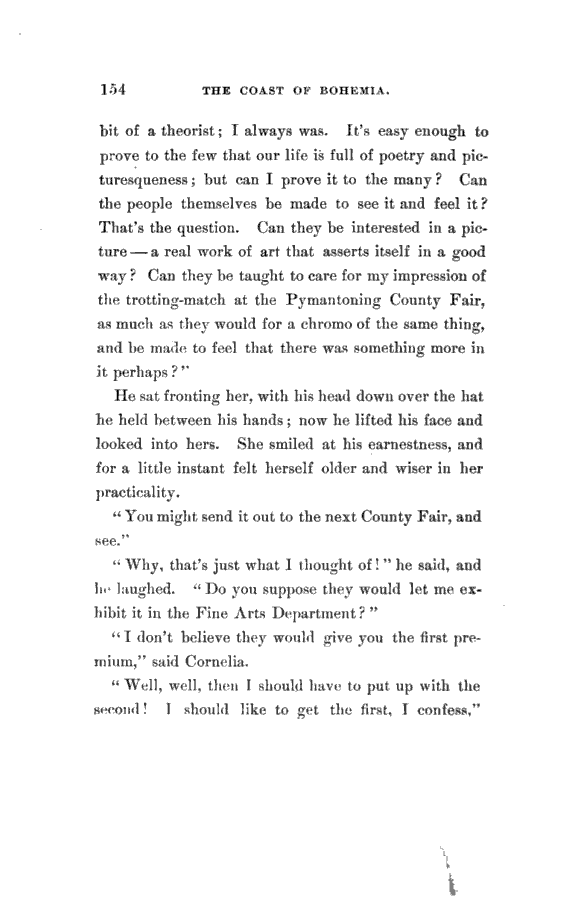 154 THE COAST OF BOHEMIA.
bit of a theorist; I always was. It's easy enough to
prove to the few that our life is full of poetry and pic-
turesqueness; but can I prove it to the many? Can
the people themselves be made to see it and feel it?
That's the question. Can they be interested in a pic-
ture—a real work of art that asserts itself in a good
way? Can they be taught to care for my impression of
the trotting-match at the Pymantoning County Fair,
as much as they would for a chromo of the same thing,
and be made to feel that there was something more in
it perhaps?"
He sat fronting her, with his head down over the hat
he held between his hands; now he lifted his face and
looked into hers. She smiled at his earnestness, and
for a little instant felt herself older and wiser in her
practicality.
"You might send it out to the next County Fair, and
see."
"Why, that's just what I thought of!" he said, and
he laughed. "Do you suppose they would let me ex-
hibit it in the Fine Arts Department?"
"I don't believe they would give you the first pre-
mium," said Cornelia.
"Well, well, then I should have to put up with the
second! I should like to get the first, I confess,"